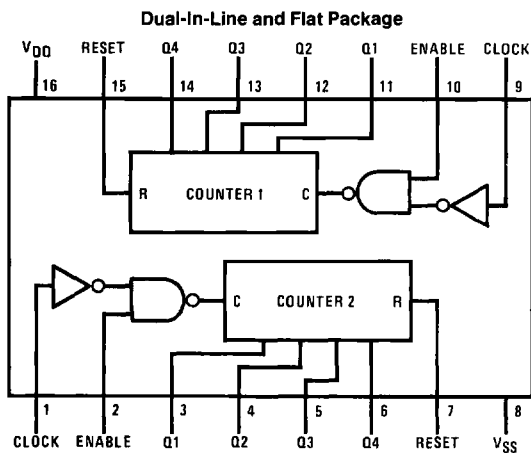 Dual-In-Line and Flat Package
VDD RESET Q4 Q3 Q2 Q1 ENABLE CLOCK
16 15 14 13 12 11 10 9
R COUNTER 1 C
C COUNTER 2 R
1 2 3 4 5 6 7 8
CLOCK ENABLE Q1 Q2 Q3 Q4 RESET VSS